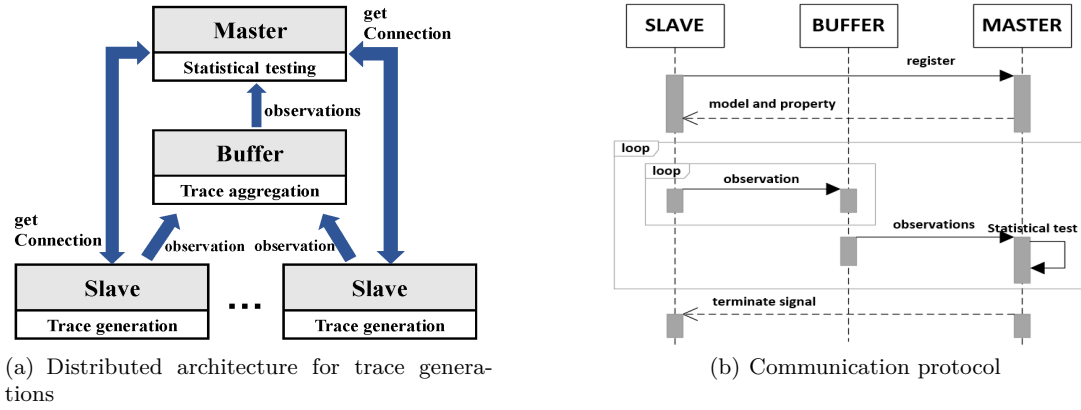 Master
Statistical testing
get
Connection
observations
Buffer
Trace aggregation
get
Connection
observation
observation
Slave
Trace generation
...
Slave
Trace generation
(a) Distributed architecture for trace genera-
tions
SLAVE
BUFFER
MASTER
register
model and property
loop
loop
observation
observations
Statistical test
terminate signal
(b) Communication protocol